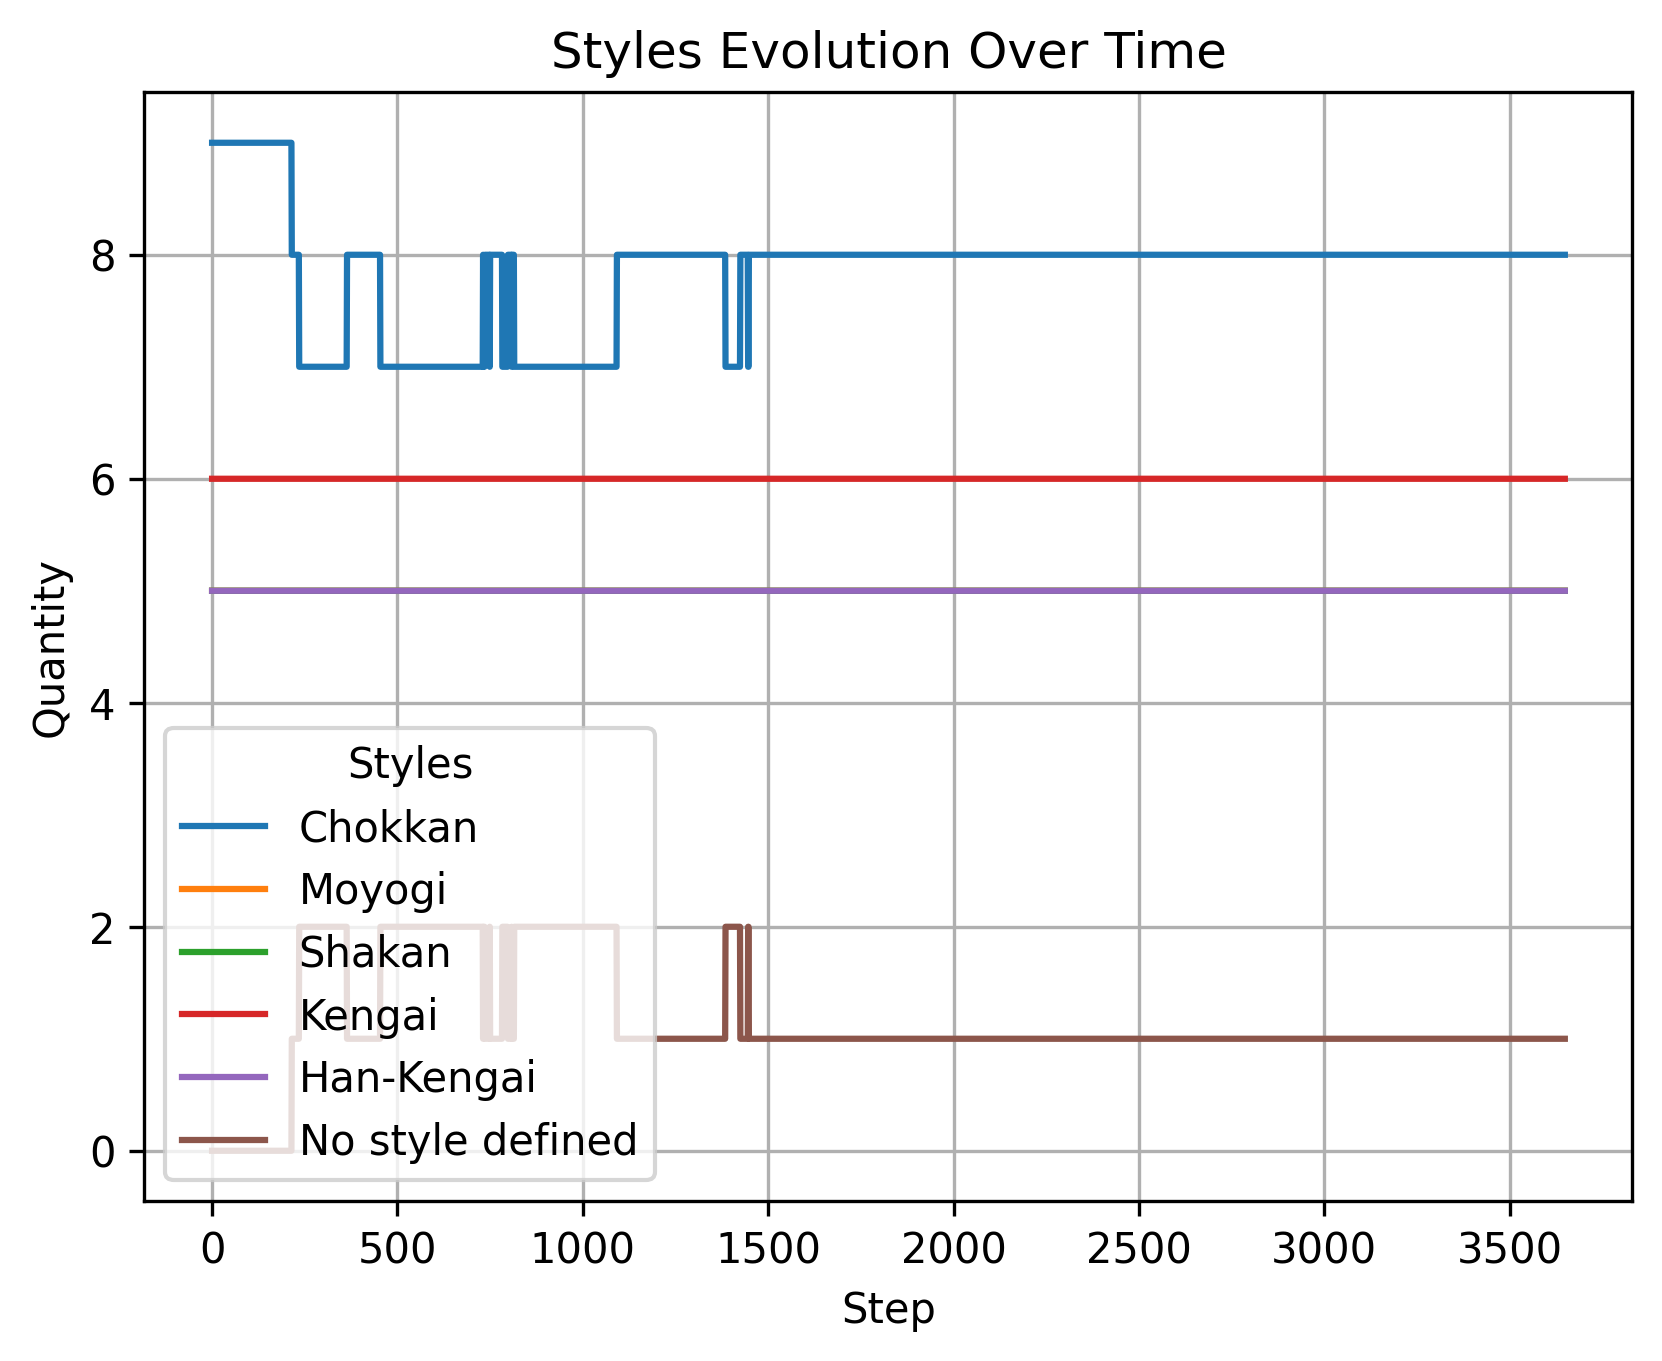 Styles Evolution Over Time
Quantity
8
6
4
2
0
Styles
Chokkan
Moyogi
Shakan
Kengai
Han-Kengai
No style defined
0 500 1000 1500 2000 2500 3000 3500
Step